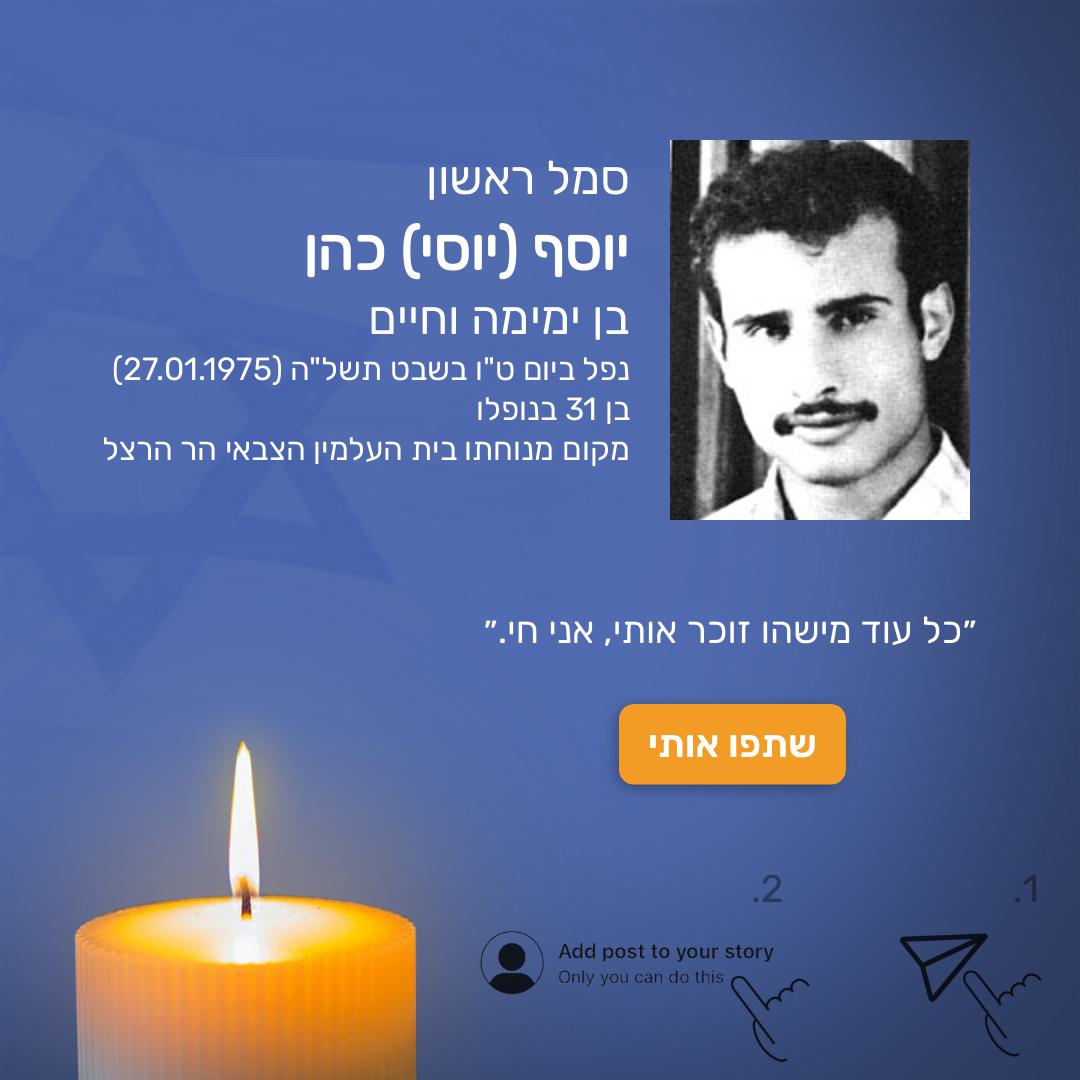 סמל ראשון
יוסף (יוסי) כהן
בן ימימה וחיים
נפל ביום ט"ו בשבט תשל"ה (27.01.1975)
בן 31 בנופלו
מקום מנוחתו בית העלמין הצבאי הר הרצל
״כל עוד מישהו זוכר אותי, אני חי.״
שתפו אותי
.1
.2
Add post to your story
Only you can do this